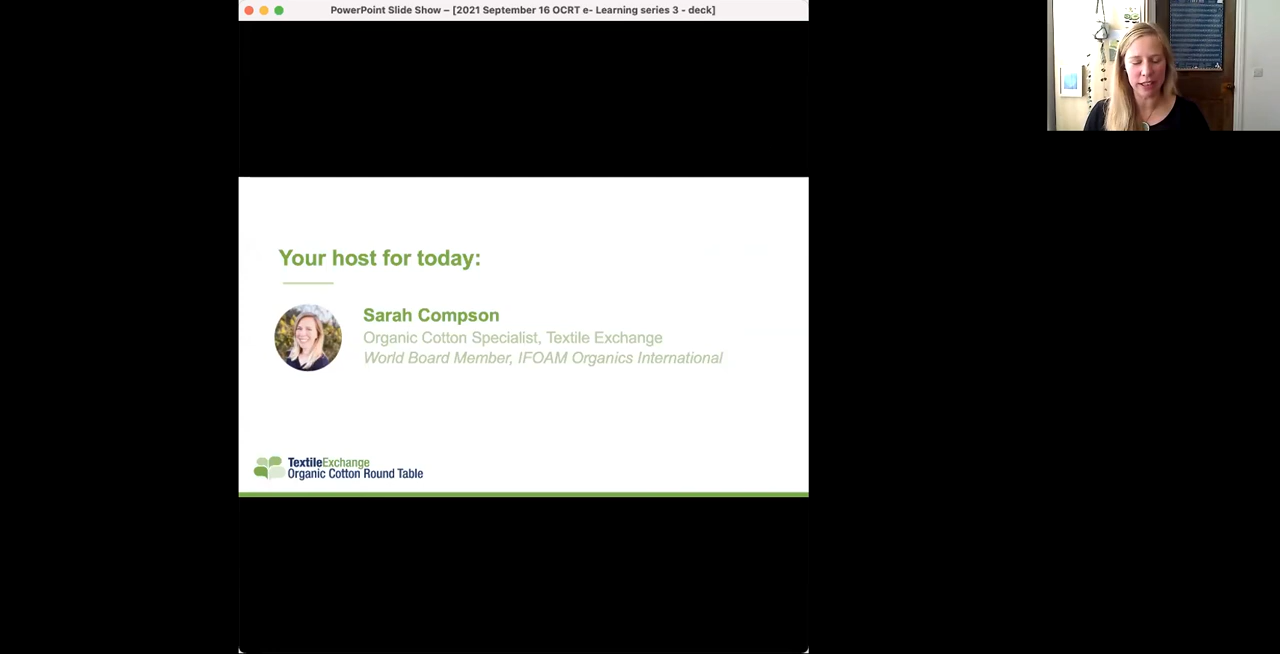 PowerPoint Slide Show – [2021 September 16 OCRT e- Learning series 3 - deck]
Your host for today:
Sarah Compson
Organic Cotton Specialist, Textile Exchange
World Board Member, IFOAM Organics International
TextileExchange
Organic Cotton Round Table